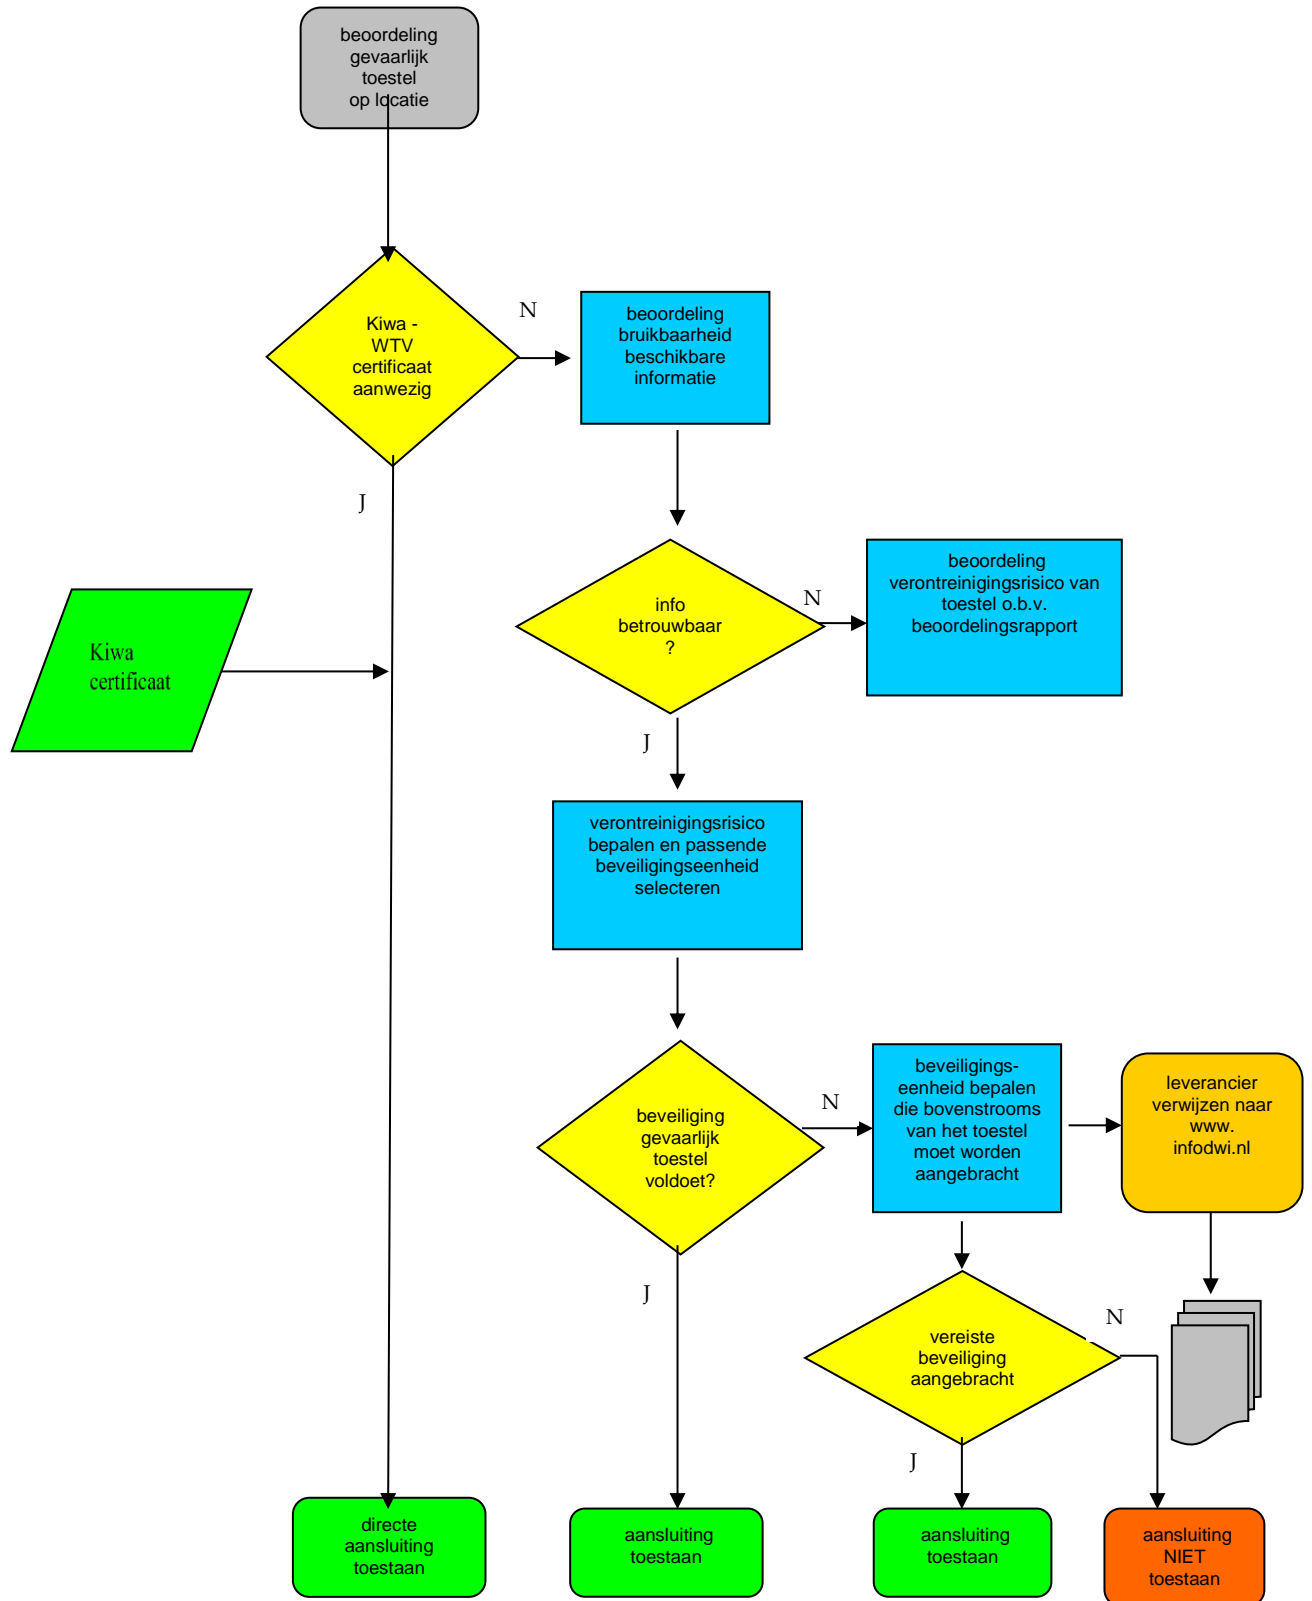 beoordeling
gevaarlijk
toestel
op locatie
Kiwa -
WTV
certificaat
aanwezig
N
beoordeling
bruikbaarheid
beschikbare
informatie
J
info
betrouwbaar
?
N
beoordeling
verontreinigingsrisico van
toestel o.b.v.
beoordelingsrapport
Kiwa
certificaat
J
verontreinigingsrisico
bepalen en passende
beveiligingseenheid
selecteren
beveiliging
gevaarlijk
toestel
voldoet?
N
beveiligings-
eenheid bepalen
die bovenstrooms
van het toestel
moet worden
aangebracht
leverancier
verwijzen naar
www.
infodwi.nl
J
vereiste
beveiliging
aangebracht
N
J
directe
aansluiting
toestaan
aansluiting
toestaan
aansluiting
toestaan
aansluiting
NIET
toestaan